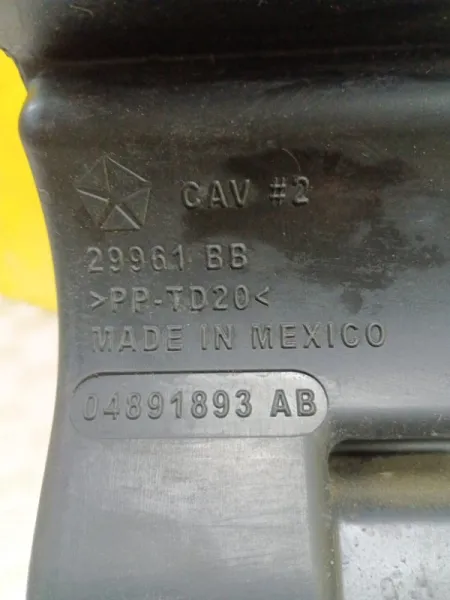 CAV #2
29961 BB
>PP-TD20<
MADE IN MEXICO
04891893 AB